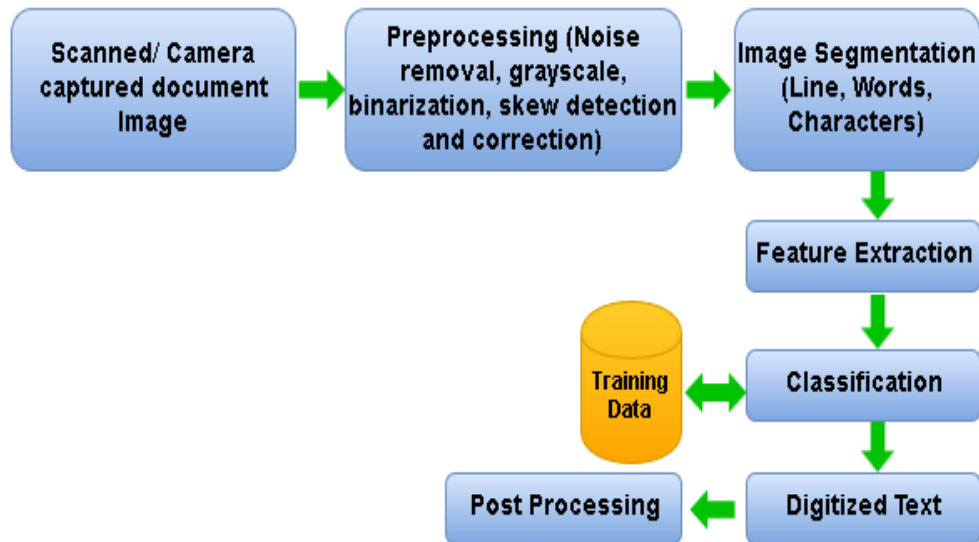 Scanned/ Camera
captured document
Image
Preprocessing (Noise
removal, grayscale,
binarization, skew detection
and correction)
Image Segmentation
(Line, Words,
Characters)
Feature Extraction
Training
Data
Classification
Digitized Text
Post Processing